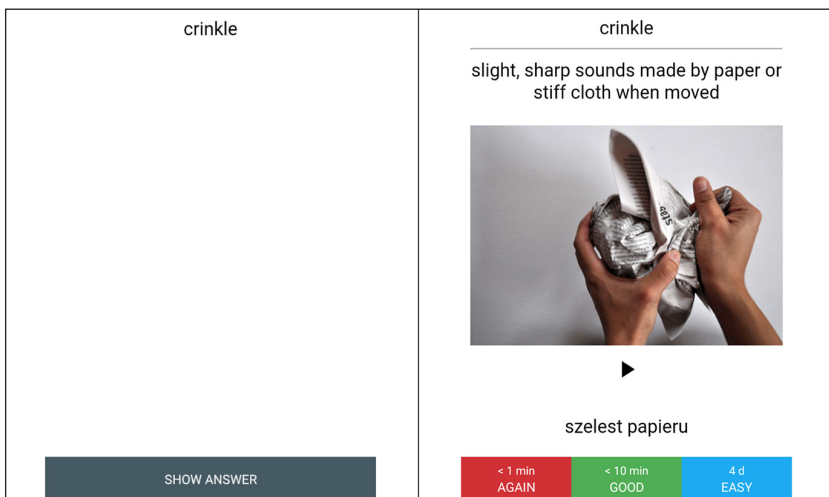 crinkle
SHOW ANSWER
crinkle
slight, sharp sounds made by paper or
stiff cloth when moved
szelest papieru
< 1 min
AGAIN
< 10 min
GOOD
4 d
EASY